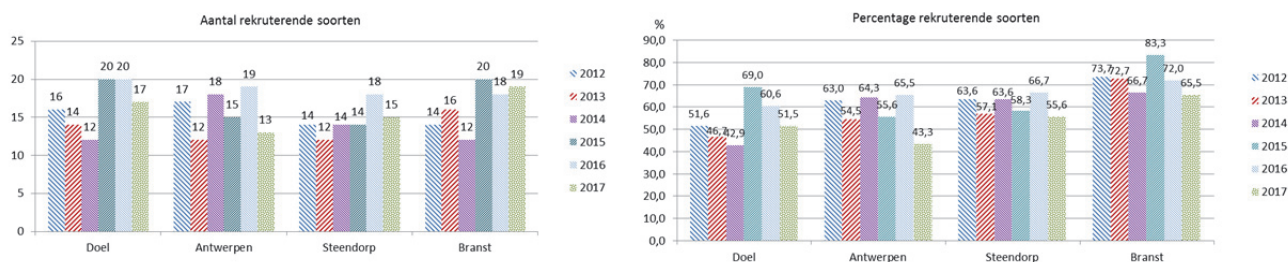 Aantal rekruterende soorten
25
20
15
10
5
0
16 14 12 20 20 17
17 12 18 15 19 13
14 12 14 14 18 15
14 16 12 20 18 19
Doel Antwerpen Steendorp Branst
2012
2013
2014
2015
2016
2017
Percentage rekruterende soorten
%
90,0
80,0
70,0
60,0
50,0
40,0
30,0
20,0
10,0
0,0
51,6 46,7 42,9 69,0 60,6 51,5
63,0 54,5 64,3 55,6 65,5 43,3
63,6 57,1 63,6 58,3 66,7 55,6
73,7 72,7 66,7 83,3 72,0 65,5
Doel Antwerpen Steendorp Branst
2012
2013
2014
2015
2016
2017